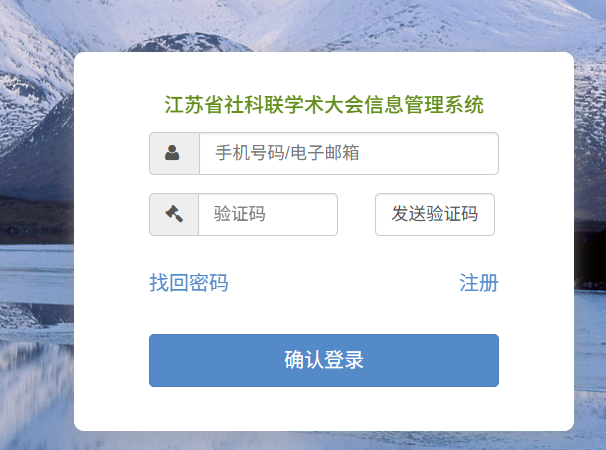 江苏省社科联学术大会信息管理系统
手机号码/电子邮箱
验证码 发送验证码
找回密码 注册
确认登录